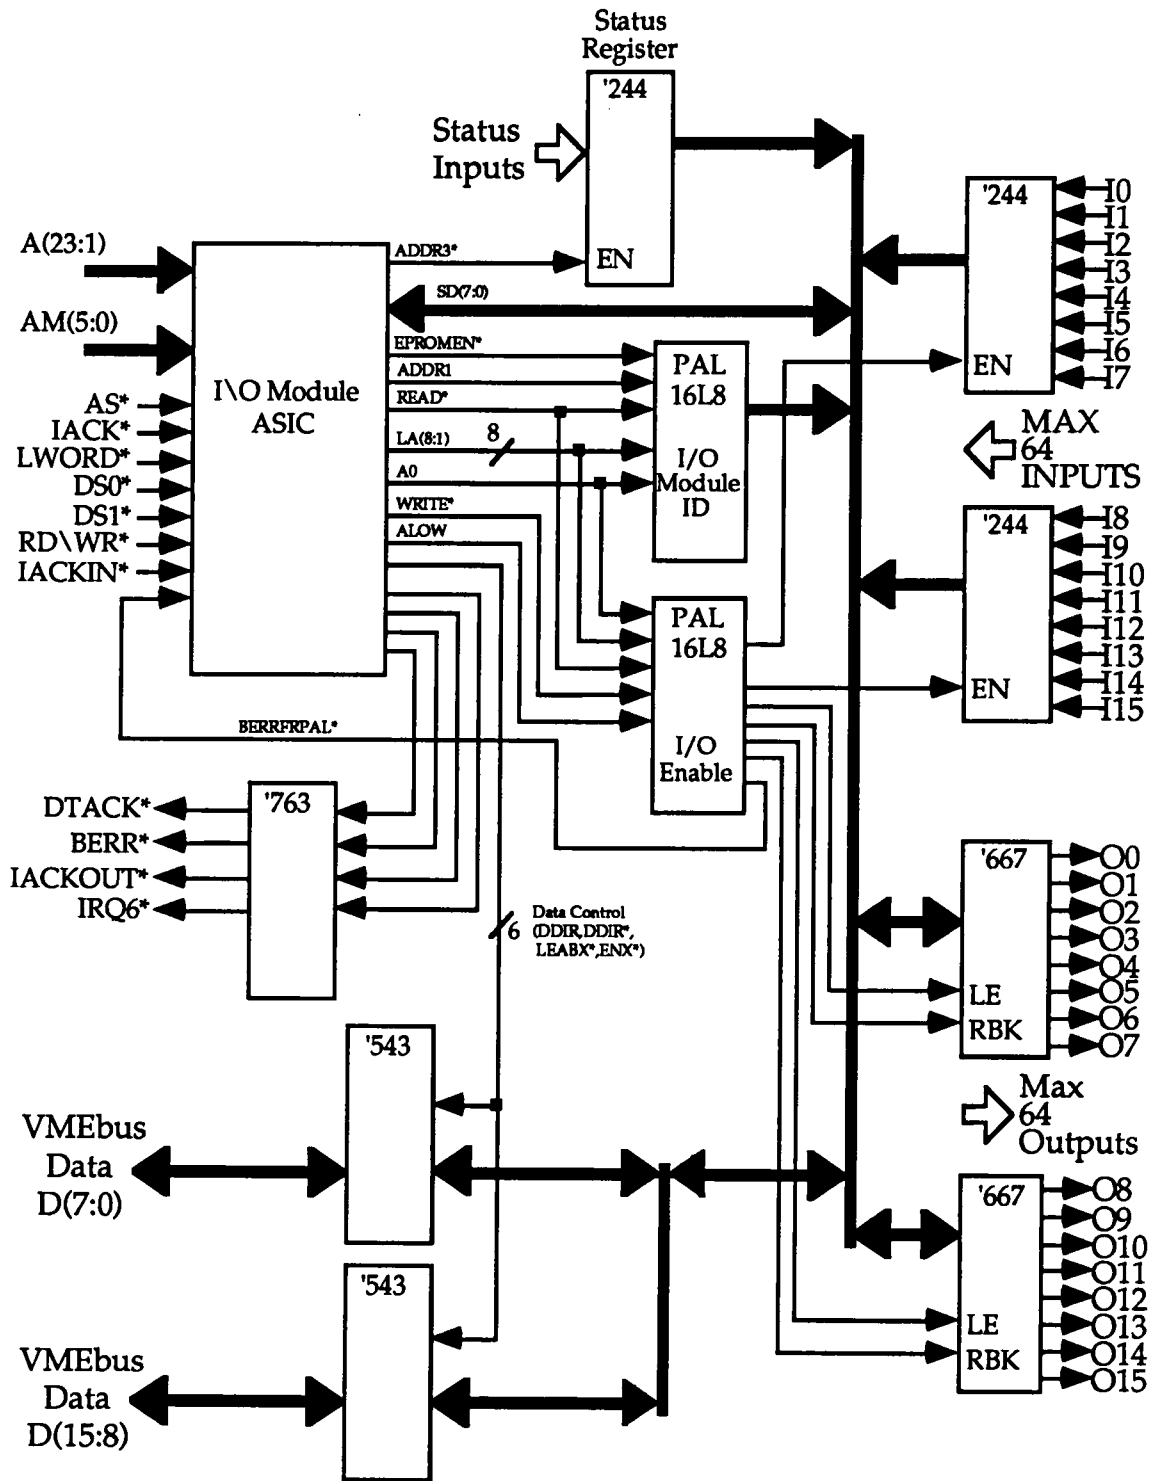 Status
Register
'244
EN
Status
Inputs
A(23:1)
AM(5:0)
AS*
IACK*
LWORD*
DS0*
DS1*
RD\WR*
IACKIN*
I\O Module
ASIC
ADDR3*
SD(7:0)
EPROMEN*
ADDR1
READ*
LA(8:1)
8
A0
WRITE*
ALOW
PAL
16L8
I/O
Module
ID
PAL
16L8
I/O
Enable
'244
EN
I0
I1
I2
I3
I4
I5
I6
I7
MAX
64
INPUTS
'244
EN
I8
I9
I10
I11
I12
I13
I14
I15
BERRFRPAL*
'763
DTACK*
BERR*
IACKOUT*
IRQ6*
6
Data Control
(DDIR,DDIR*,
LEABX*,ENX*)
'667
LE
RBK
O0
O1
O2
O3
O4
O5
O6
O7
Max
64
Outputs
'667
LE
RBK
O8
O9
O10
O11
O12
O13
O14
O15
'543
VMEbus
Data
D(7:0)
'543
VMEbus
Data
D(15:8)